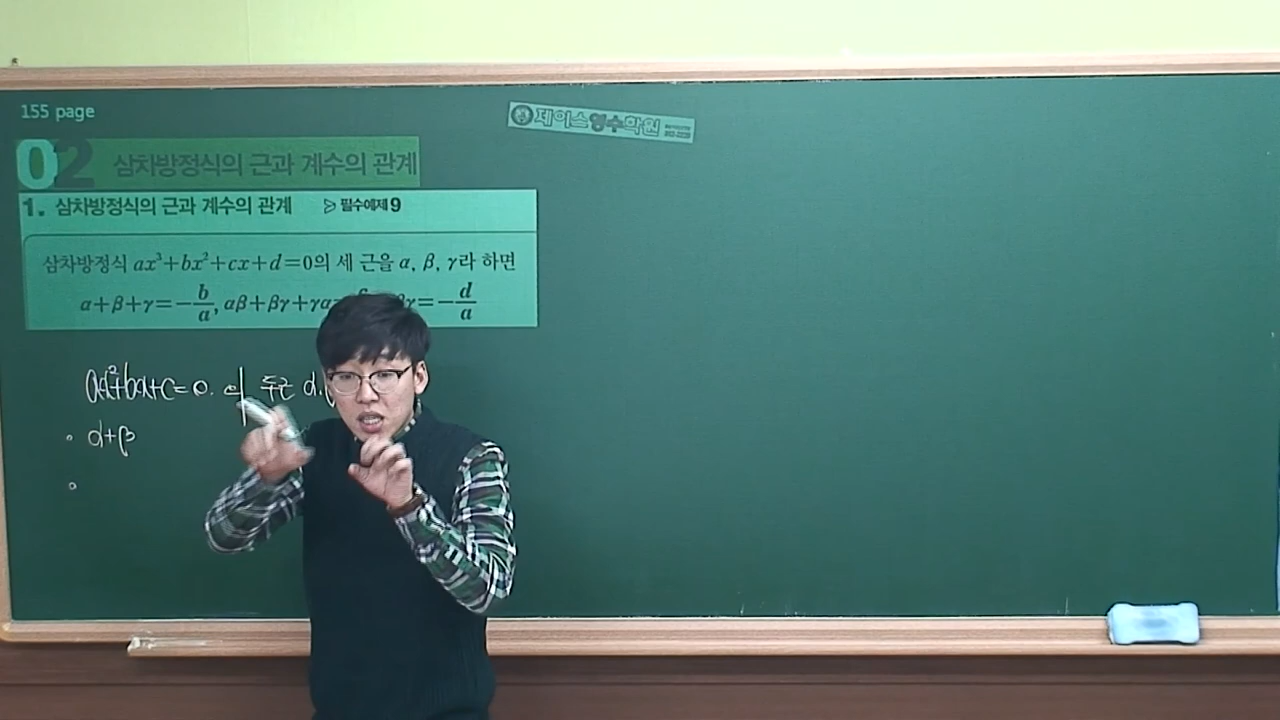 155 page
제이스영수학원
02 삼차방정식의 근과 계수의 관계
1. 삼차방정식의 근과 계수의 관계 ▷ 필수예제 9
삼차방정식 ax³+bx²+cx+d=0의 세 근을 α, β, γ라 하면
α+β+γ=-b/a, αβ+βγ+γα= βγ=-d/a
ax²+bx+c=0. 의 두근 α,
∘ α+β
∘